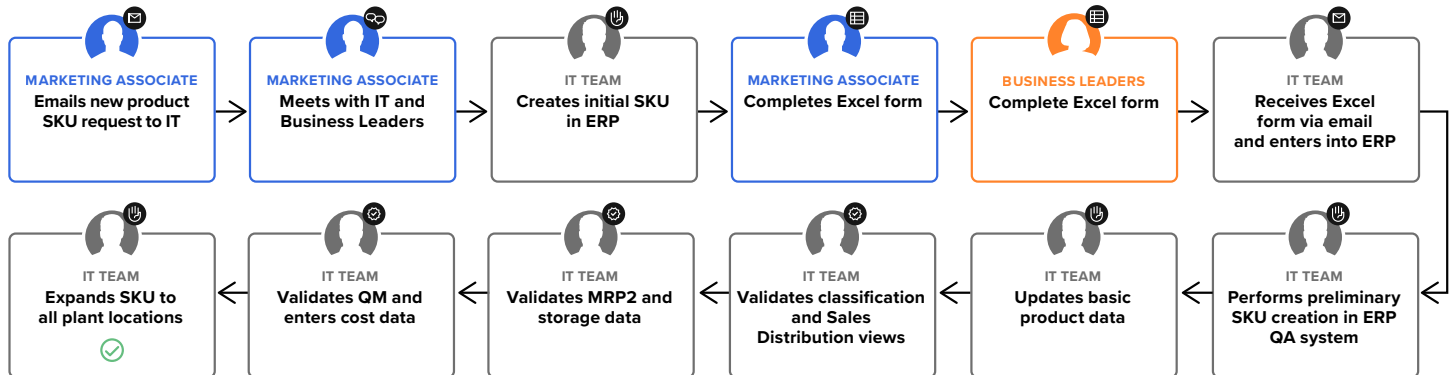 MARKETING ASSOCIATE
Emails new product
SKU request to IT
MARKETING ASSOCIATE
Meets with IT and
Business Leaders
IT TEAM
Creates initial SKU
in ERP
MARKETING ASSOCIATE
Completes Excel form
BUSINESS LEADERS
Complete Excel form
IT TEAM
Receives Excel
form via email
and enters into ERP
IT TEAM
Performs preliminary
SKU creation in ERP
QA system
IT TEAM
Updates basic
product data
IT TEAM
Validates classification
and Sales
Distribution views
IT TEAM
Validates MRP2 and
storage data
IT TEAM
Validates QM and
enters cost data
IT TEAM
Expands SKU to
all plant locations